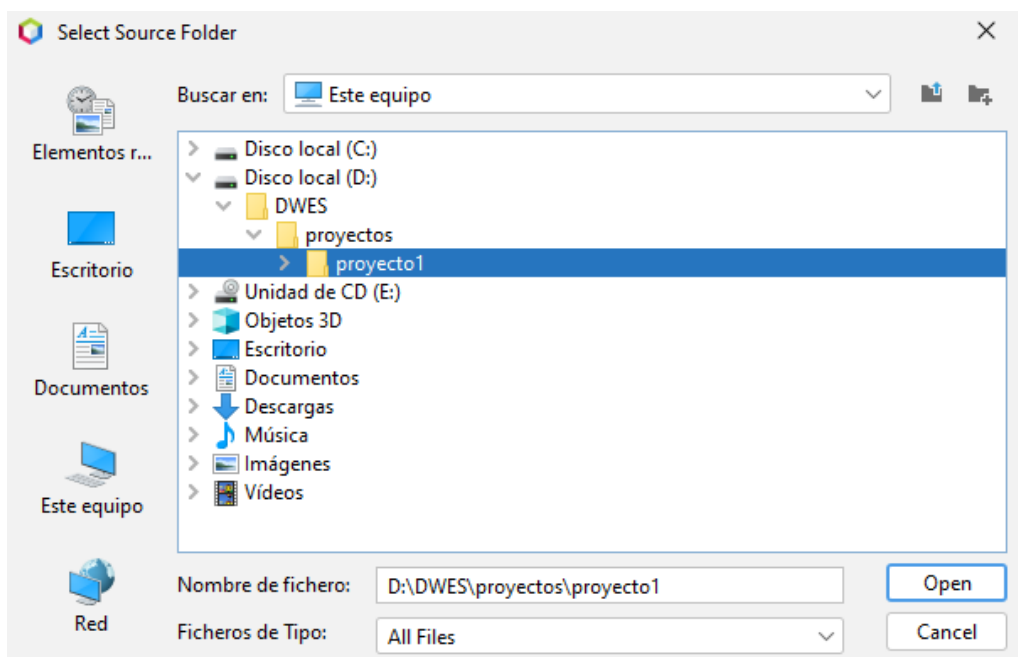 Select Source Folder
Buscar en: Este equipo
Elementos r...
Escritorio
Documentos
Este equipo
Red
Disco local (C:)
Disco local (D:)
DWES
proyectos
proyecto1
Unidad de CD (E:)
Objetos 3D
Escritorio
Documentos
Descargas
Música
Imágenes
Vídeos
Nombre de fichero: D:\DWES\proyectos\proyecto1 Open
Ficheros de Tipo: All Files Cancel